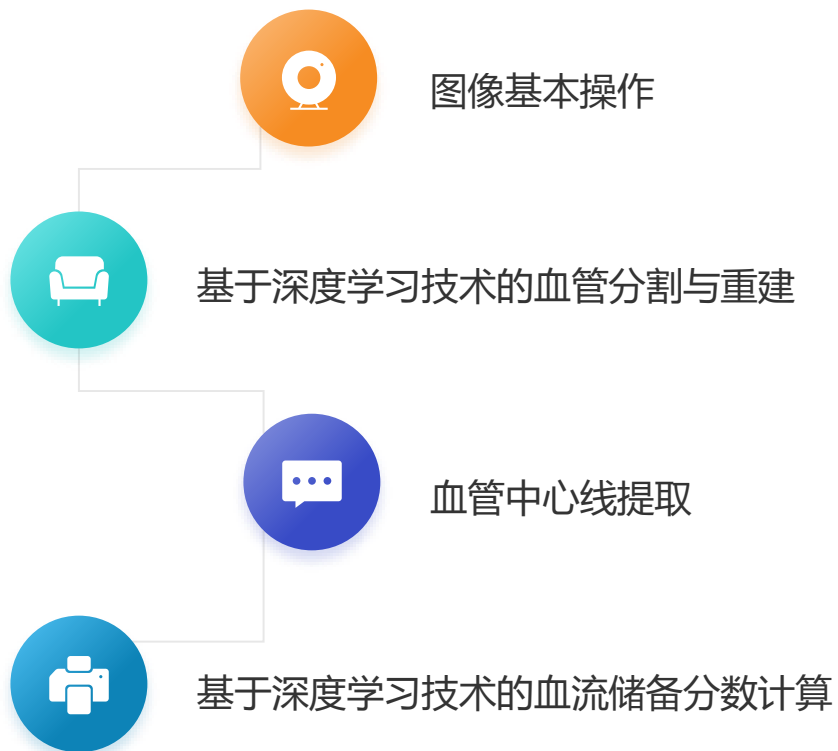 图像基本操作
基于深度学习技术的血管分割与重建
血管中心线提取
基于深度学习技术的血流储备分数计算